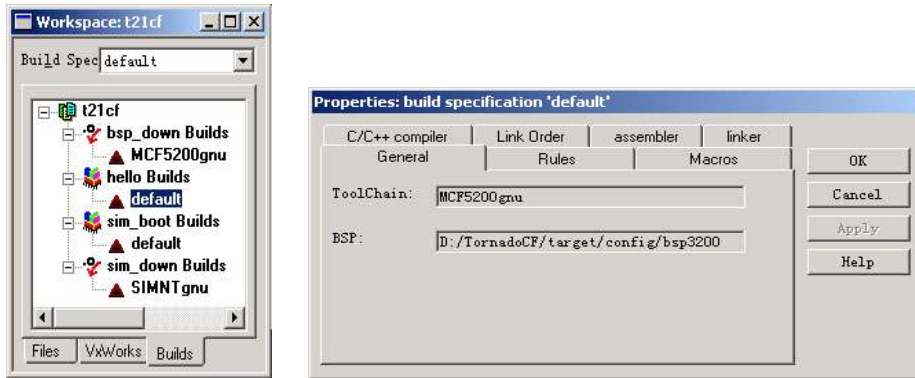 Workspace: t21cf
Build Spec default
t21cf
bsp_down Builds
MCF5200gnu
hello Builds
default
sim_boot Builds
default
sim_down Builds
SIMNTgnu
Files VxWorks Builds
Properties: build specification 'default'
C/C++ compiler Link Order assembler linker
General Rules Macros
ToolChain: MCF5200gnu
BSP: D:/TornadoCF/target/config/bsp3200
OK
Cancel
Apply
Help